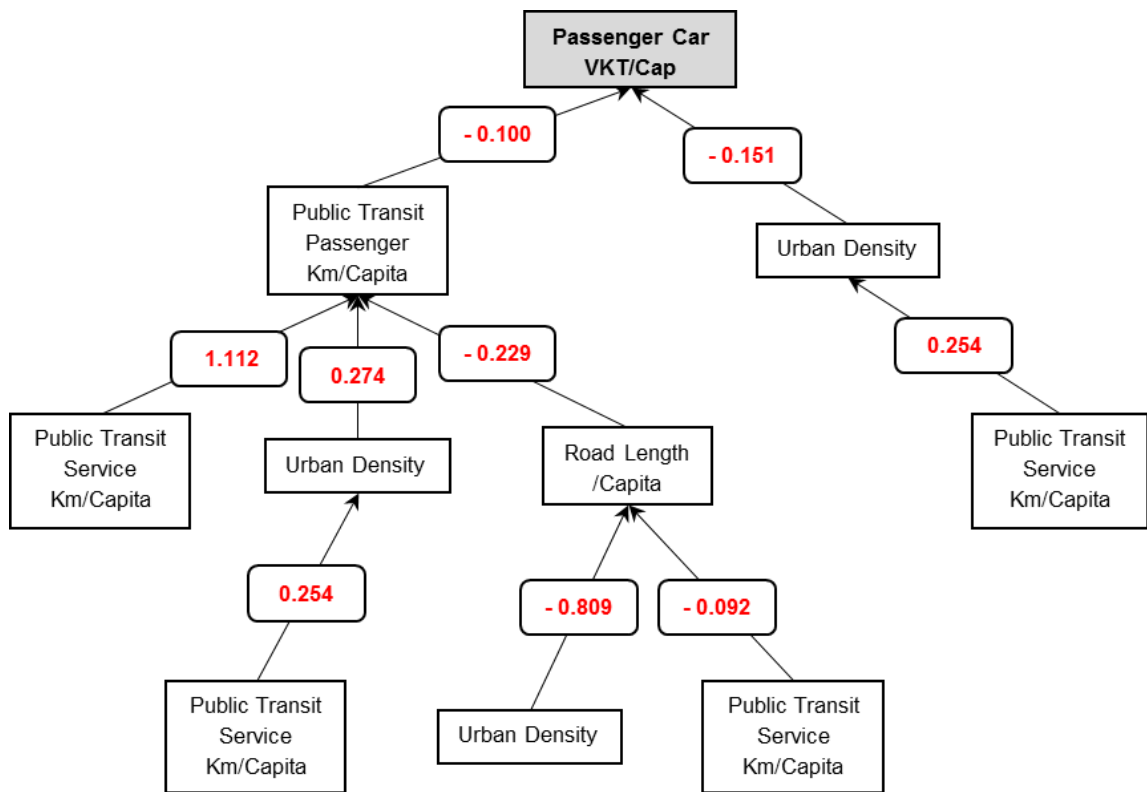 Passenger Car
VKT/Cap
- 0.100
- 0.151
Public Transit
Passenger
Km/Capita
Urban Density
1.112
0.274
- 0.229
0.254
Public Transit
Service
Km/Capita
Urban Density
Road Length
/Capita
Public Transit
Service
Km/Capita
0.254
- 0.809
- 0.092
Public Transit
Service
Km/Capita
Urban Density
Public Transit
Service
Km/Capita